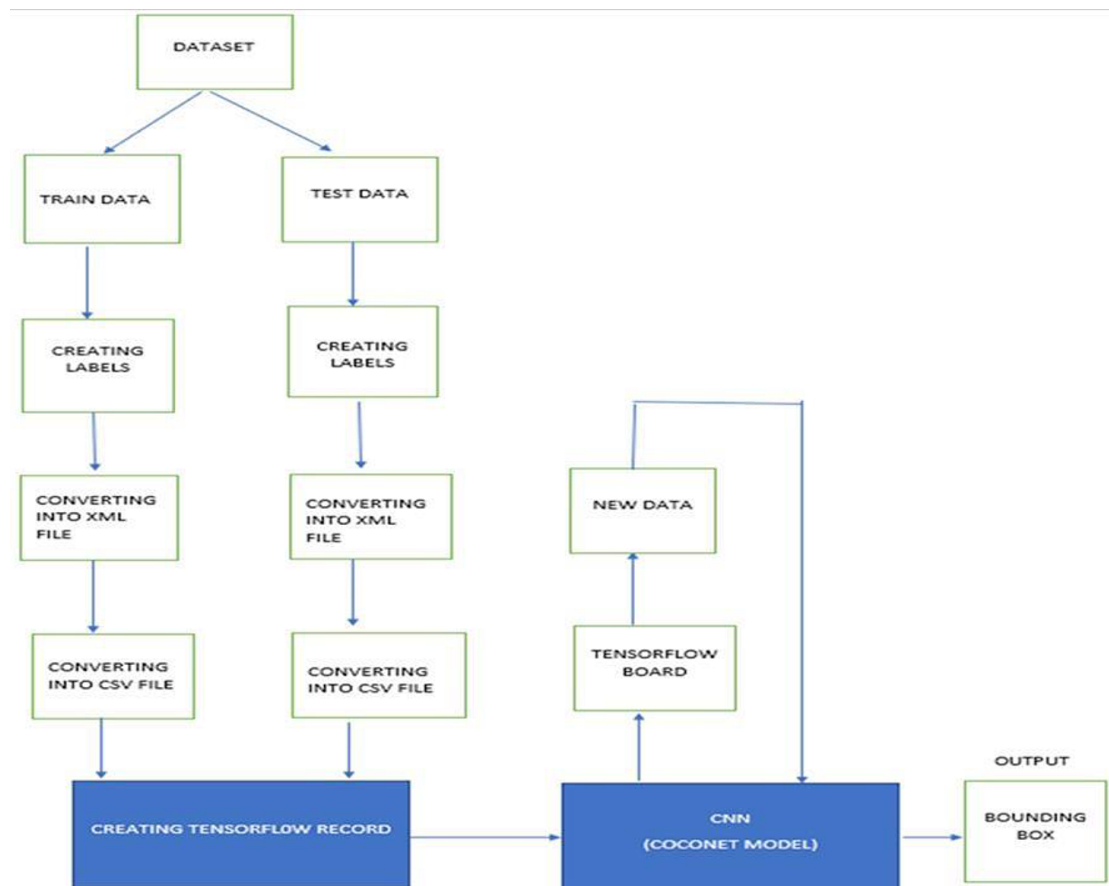 DATASET
TRAIN DATA
TEST DATA
CREATING
LABELS
CREATING
LABELS
CONVERTING
INTO XML
FILE
CONVERTING
INTO XML
FILE
NEW DATA
CONVERTING
INTO CSV FILE
CONVERTING
INTO CSV FILE
TENSORFLOW
BOARD
CREATING TENSORFLOW RECORD
CNN
(COCONET MODEL)
OUTPUT
BOUNDING
BOX